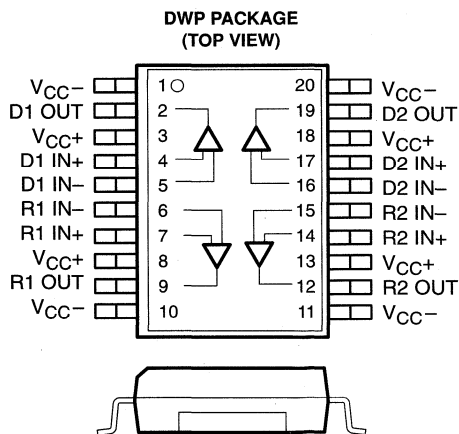 DWP PACKAGE
(TOP VIEW)
VCC– 1 20 VCC–
D1 OUT 2 19 D2 OUT
VCC+ 3 18 VCC+
D1 IN+ 4 17 D2 IN+
D1 IN– 5 16 D2 IN–
R1 IN– 6 15 R2 IN–
R1 IN+ 7 14 R2 IN+
VCC+ 8 13 VCC+
R1 OUT 9 12 R2 OUT
VCC– 10 11 VCC–